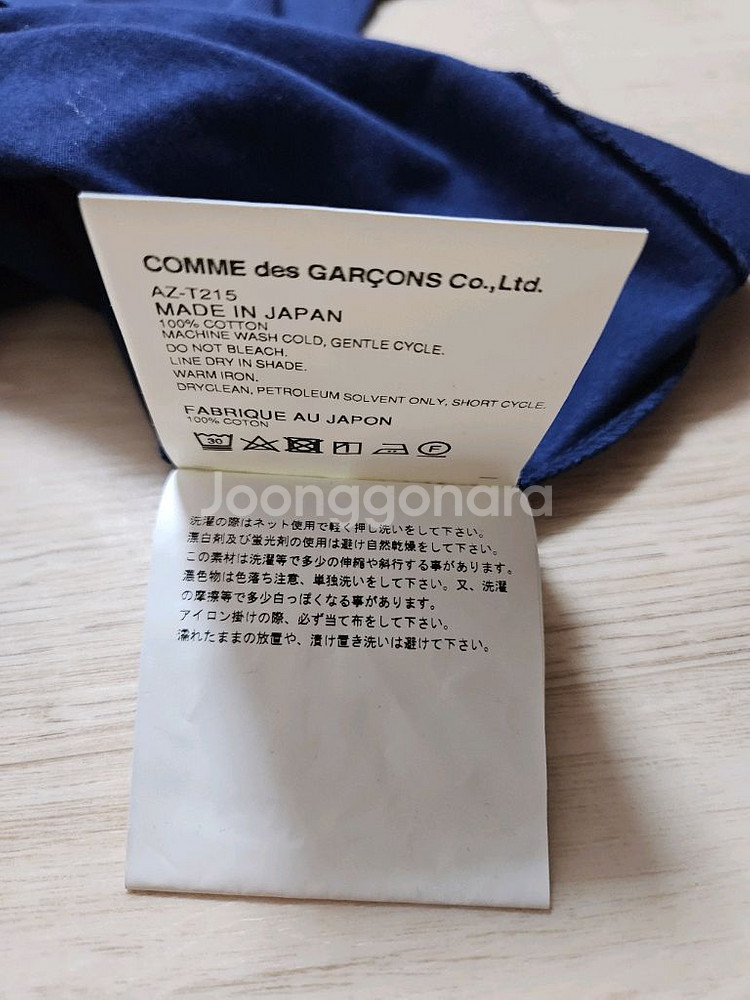 COMME des GARÇONS Co.,Ltd.
AZ-T215
MADE IN JAPAN
100% COTTON
MACHINE WASH COLD, GENTLE CYCLE.
DO NOT BLEACH.
LINE DRY IN SHADE.
WARM IRON.
DRYCLEAN, PETROLEUM SOLVENT ONLY, SHORT CYCLE.
FABRIQUE AU JAPON
100% COTON
30
F
Joonggonara
洗濯の際はネット使用で軽く押し洗いをして下さい。
漂白剤及び蛍光剤の使用は避け自然乾燥をして下さい。
この素材は洗濯等で多少の伸縮や斜行する事があります。
濃色物は色落ち注意、単独洗いをして下さい。又、洗濯
の摩擦等で多少白っぽくなる事があります。
アイロン掛けの際、必ず当て布をして下さい。
濡れたままの放置や、漬け置き洗いは避けて下さい。